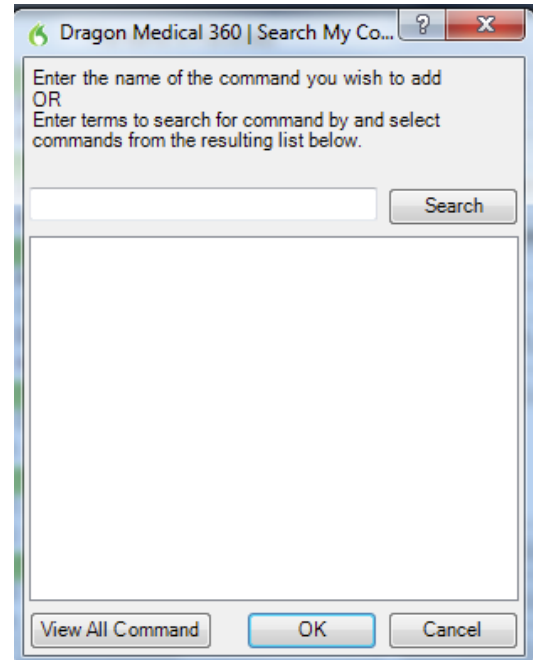 Dragon Medical 360 | Search My Co...
Enter the name of the command you wish to add
OR
Enter terms to search for command by and select
commands from the resulting list below.
Search
View All Command OK Cancel